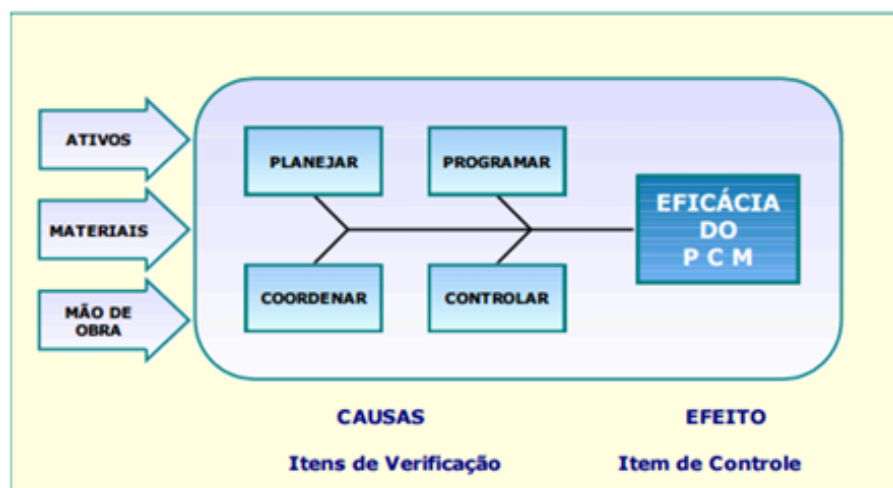 ATIVOS
MATERIAIS
MÃO DE
OBRA
PLANEJAR
PROGRAMAR
COORDENAR
CONTROLAR
EFICÁCIA
DO
P C M
CAUSAS
EFEITO
Itens de Verificação
Item de Controle